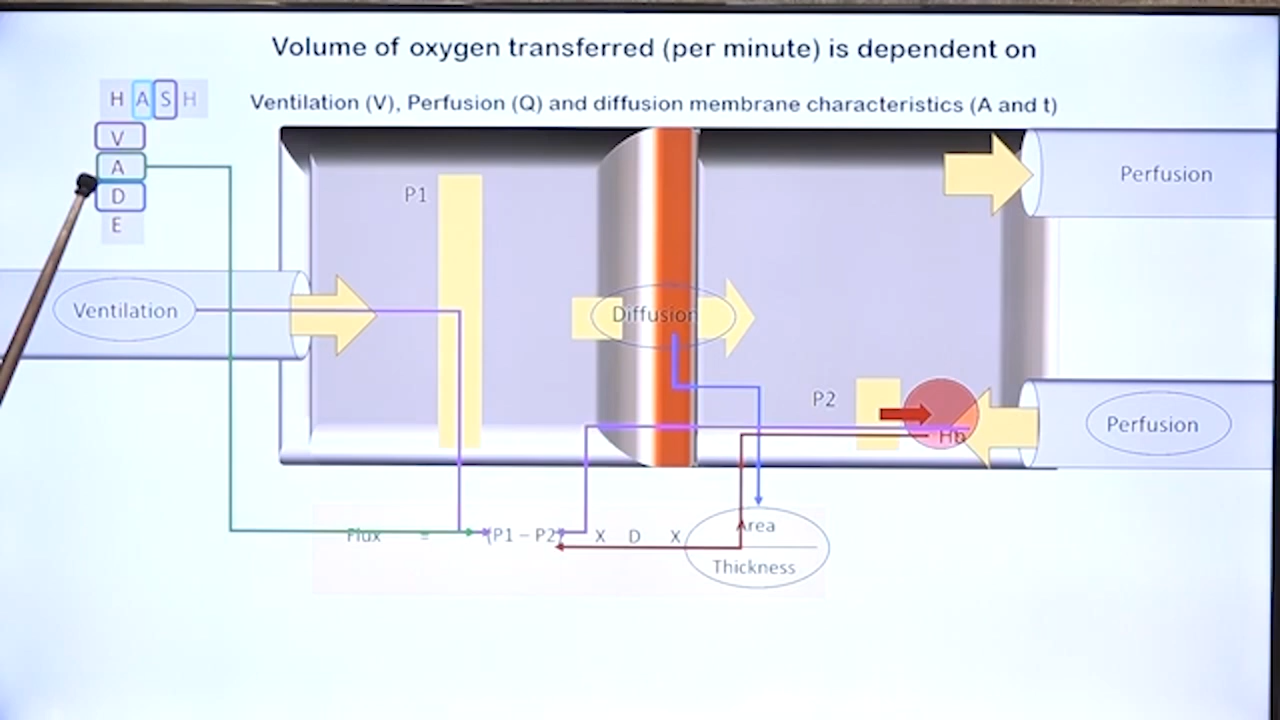 Volume of oxygen transferred (per minute) is dependent on
Ventilation (V), Perfusion (Q) and diffusion membrane characteristics (A and t)
H A S H
V
A
D
E
P1
Perfusion
Ventilation
Diffusion
P2
Hb
Perfusion
Flux = (P1 – P2) X D X Area
Thickness